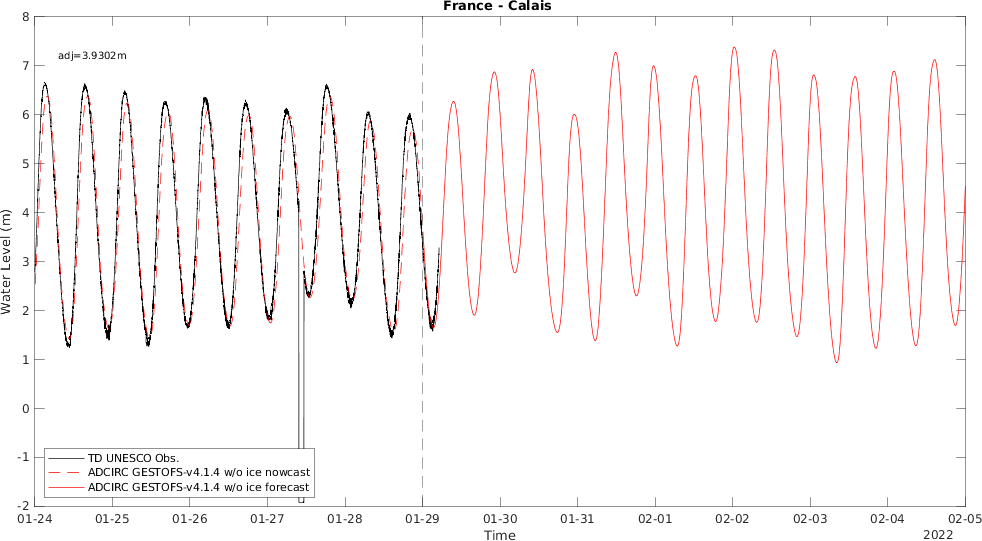 France - Calais
adj=3.9302m
Water Level (m)
8
7
6
5
4
3
2
1
0
-1
-2
TD UNESCO Obs.
ADCIRC GESTOFS-v4.1.4 w/o ice nowcast
ADCIRC GESTOFS-v4.1.4 w/o ice forecast
01-24 01-25 01-26 01-27 01-28 01-29 01-30 01-31 02-01 02-02 02-03 02-04 02-05
Time
2022